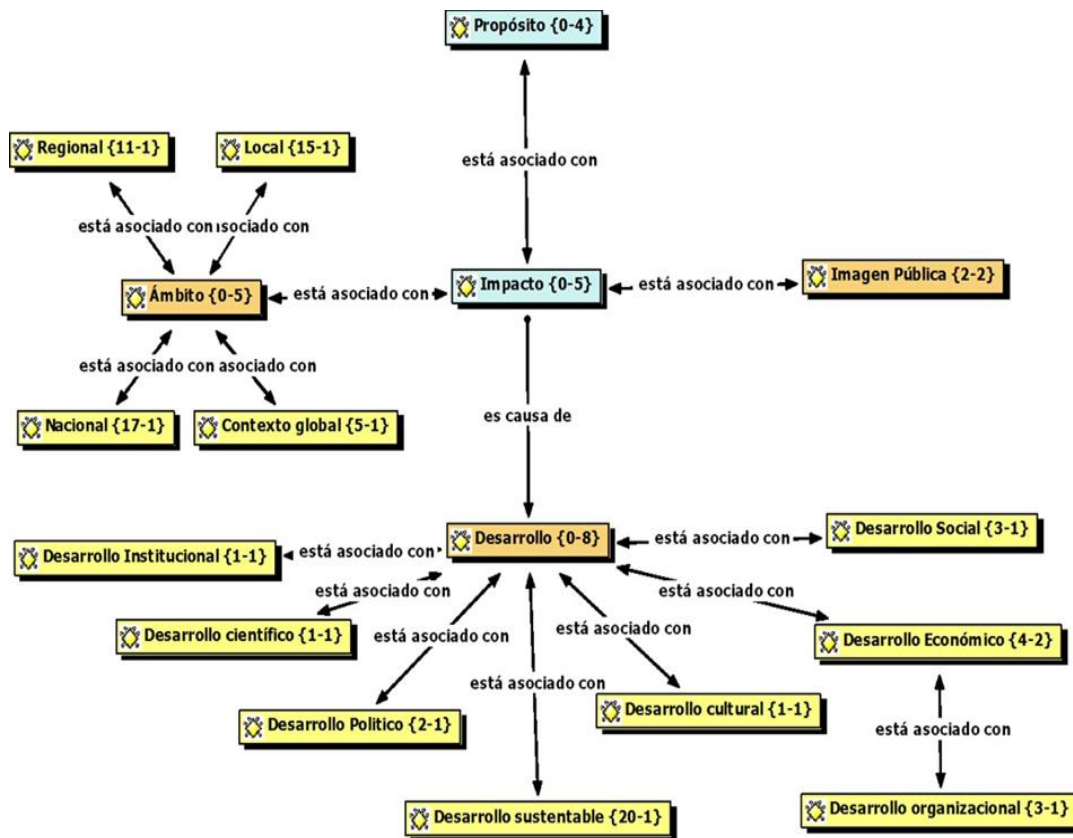 Propósito {0-4}
está asociado con
Regional {11-1}
Local {15-1}
está asociado con
asociado con
Ámbito {0-5}
está asociado con
Impacto {0-5}
está asociado con
Imagen Pública {2-2}
está asociado con
asociado con
Nacional {17-1}
Contexto global {5-1}
es causa de
Desarrollo {0-8}
Desarrollo Social {3-1}
está asociado con
está asociado con
Desarrollo Institucional {1-1}
está asociado con
está asociado con
Desarrollo científico {1-1}
está asociado con
está asociado con
Desarrollo Económico {4-2}
está asociado con
Desarrollo cultural {1-1}
Desarrollo Politico {2-1}
está asociado con
Desarrollo sustentable {20-1}
Desarrollo organizacional {3-1}